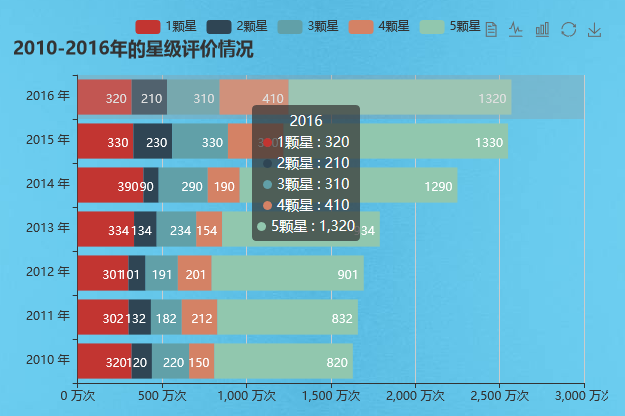 1颗星 2颗星 3颗星 4颗星 5颗星
2010-2016年的星级评价情况
2016 年 320 210 310 410 1320
2015 年 330 230 330 1330
2014 年 390 90 290 190 1290
2013 年 334 134 234 154
2012 年 301 101 191 201 901
2011 年 302 132 182 212 832
2010 年 320 120 220 150 820
2016
1颗星 : 320
2颗星 : 210
3颗星 : 310
4颗星 : 410
5颗星 : 1,320
0 万次 500 万次 1,000 万次 1,500 万次 2,000 万次 2,500 万次 3,000 万次